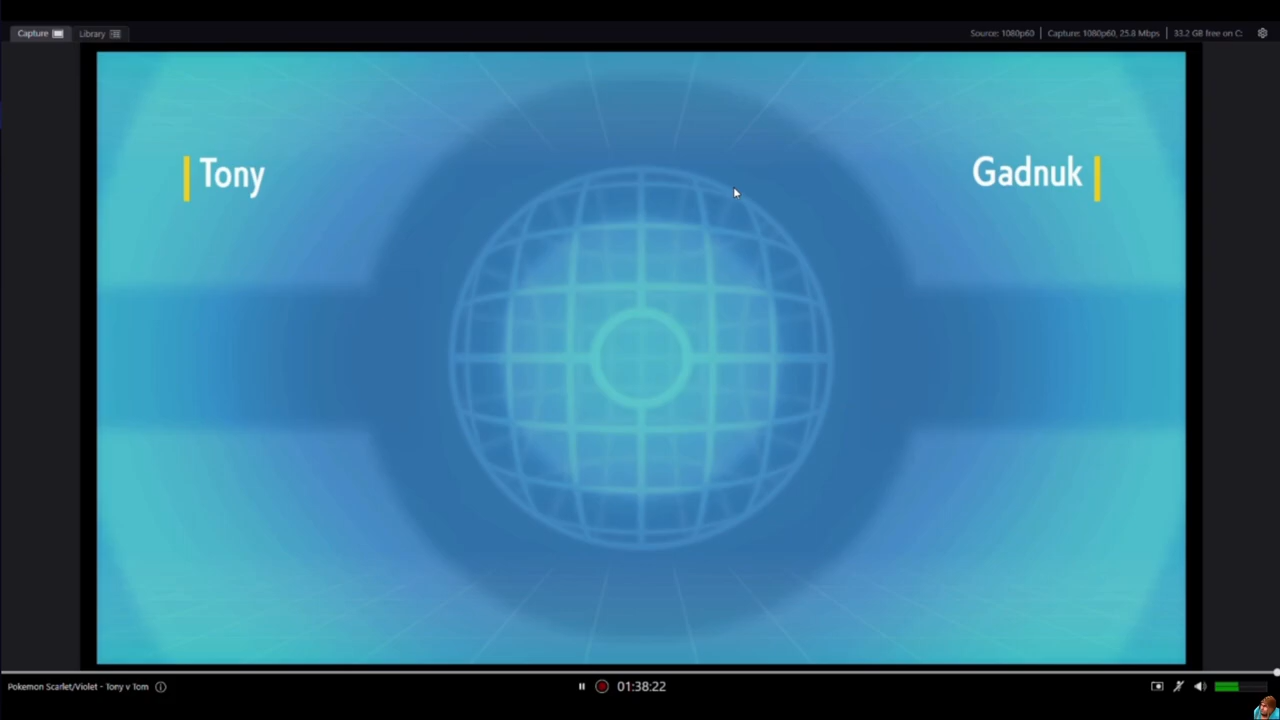 Capture
Library
Source: 1080p60
Capture: 1080p60, 25.8 Mbps
33.2 GB free on C:
Tony
Gadnuk
Pokemon Scarlet/Violet - Tony v Tom
01:38:22